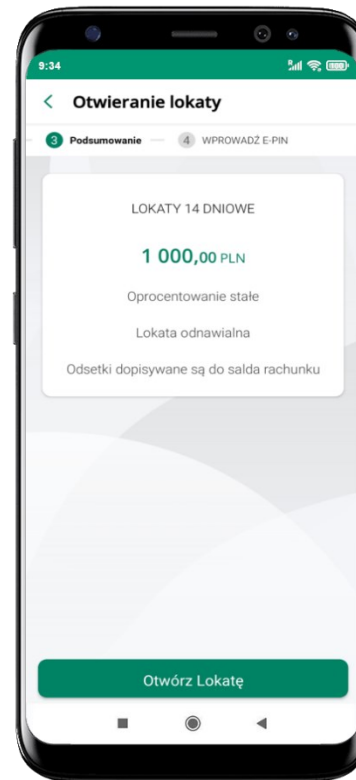 9:34
Otwieranie lokaty
3 Podsumowanie 4 WPROWADŹ E-PIN
LOKATY 14 DNIOWE
1 000,00 PLN
Oprocentowanie stałe
Lokata odnawialna
Odsetki dopisywane są do salda rachunku
Otwórz Lokatę